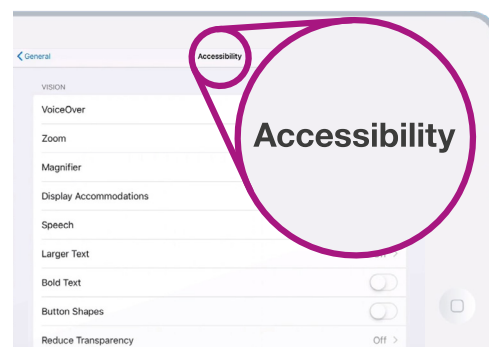 General
Accessibility
Accessibility
VISION
VoiceOver
Zoom
Magnifier
Display Accommodations
Speech
Larger Text
Bold Text
Button Shapes
Reduce Transparency Off